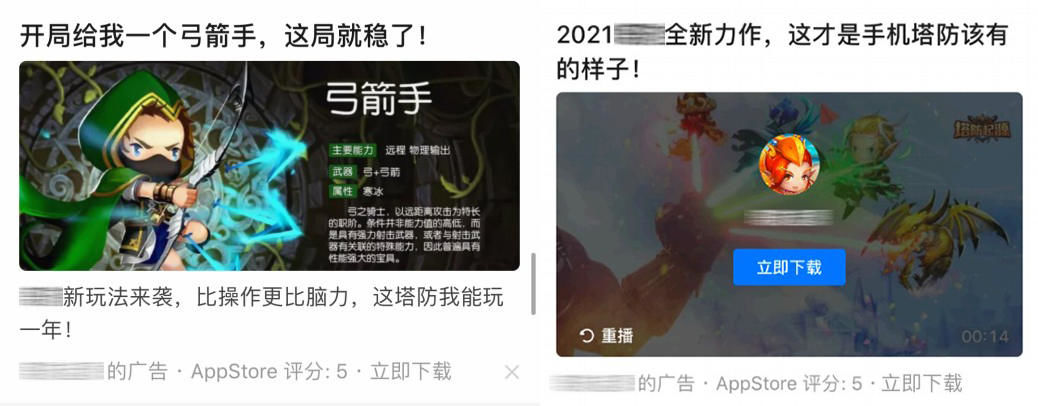 开局给我一个弓箭手，这局就稳了！
弓箭手
主要能力 远程 物理输出
武器 弓+弓箭
属性 寒冰
弓之骑士，以远距离攻击为特长
的职阶。条件并非能力值的高低，而
是具有强力射击武器，或者与射击武
器有关联的特殊能力，因此普遍具有
性能强大的宝具。
新玩法来袭，比操作更比脑力，这塔防我能玩
一年！
的广告 · AppStore 评分: 5 · 立即下载
2021全新力作，这才是手机塔防该有
的样子！
塔防起源
立即下载
重播
00:14
的广告 · AppStore 评分: 5 · 立即下载